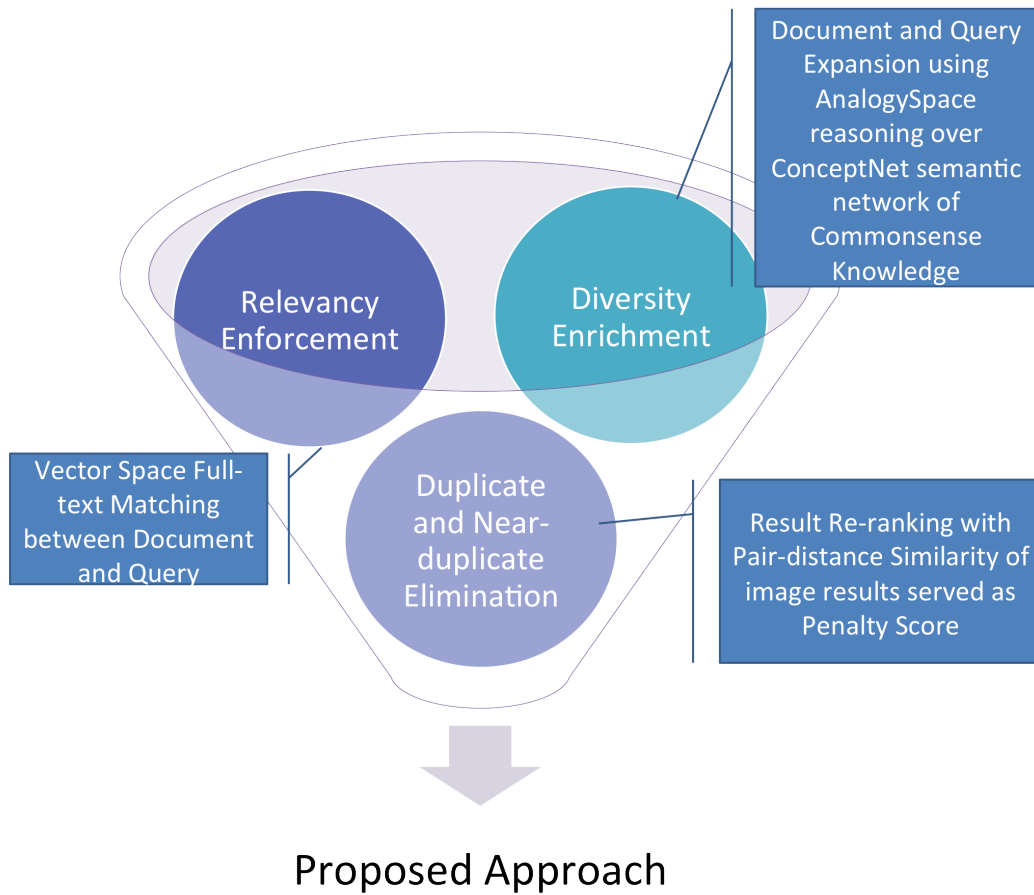 Document and Query
Expansion using
AnalogySpace
reasoning over
ConceptNet semantic
network of
Commonsense
Knowledge
Relevancy
Enforcement
Diversity
Enrichment
Vector Space Full-
text Matching
between Document
and Query
Duplicate
and Near-
duplicate
Elimination
Result Re-ranking with
Pair-distance Similarity of
image results served as
Penalty Score
Proposed Approach